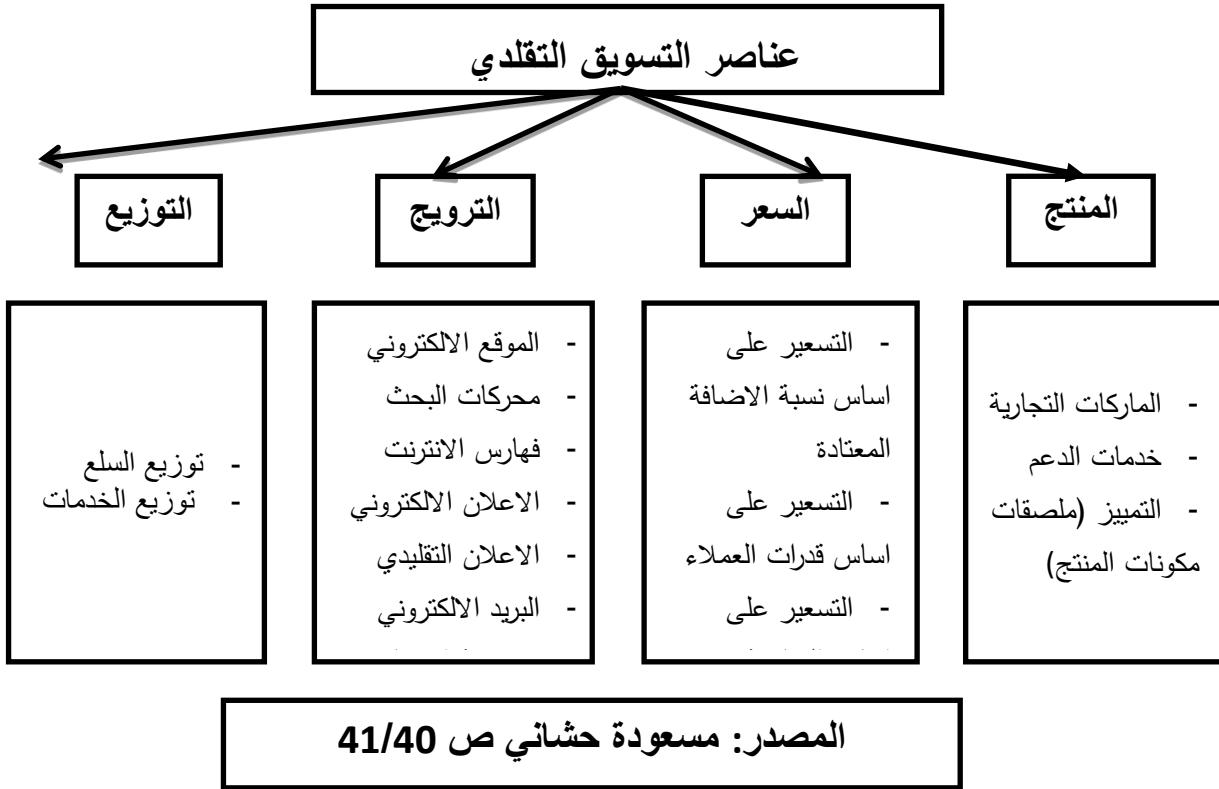 عناصر التسويق التقلدي
المنتج
السعر
الترويج
التوزيع
- الماركات التجارية
- خدمات الدعم
- التمييز (ملصقات
مكونات المنتج)
- التسعير على
اساس نسبة الاضافة
المعتادة
- التسعير على
اساس قدرات العملاء
- التسعير على
- الموقع الالكتروني
- محركات البحث
- فهارس الانترنت
- الاعلان الالكتروني
- الاعلان التقليدي
- البريد الالكتروني
- توزيع السلع
- توزيع الخدمات
المصدر: مسعودة حشاني ص 41/40